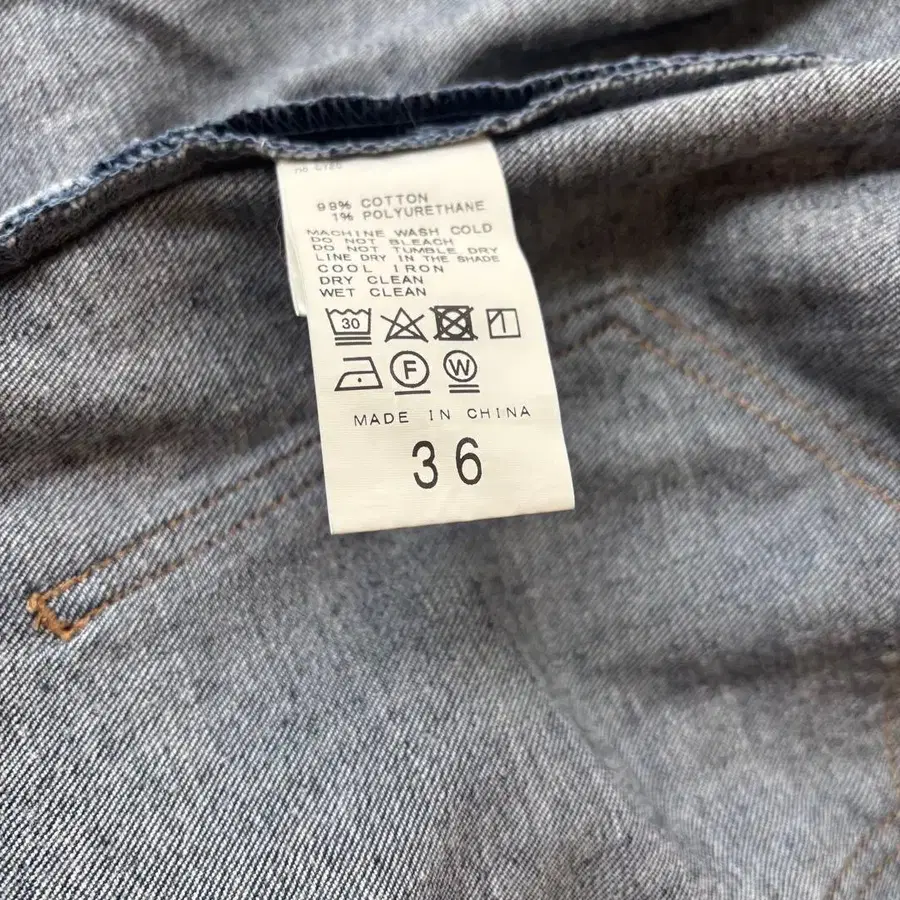 99% COTTON
1% POLYURETHANE
MACHINE WASH COLD
DO NOT BLEACH
DO NOT TUMBLE DRY
LINE DRY IN THE SHADE
COOL IRON
DRY CLEAN
WET CLEAN
30
F W
MADE IN CHINA
36